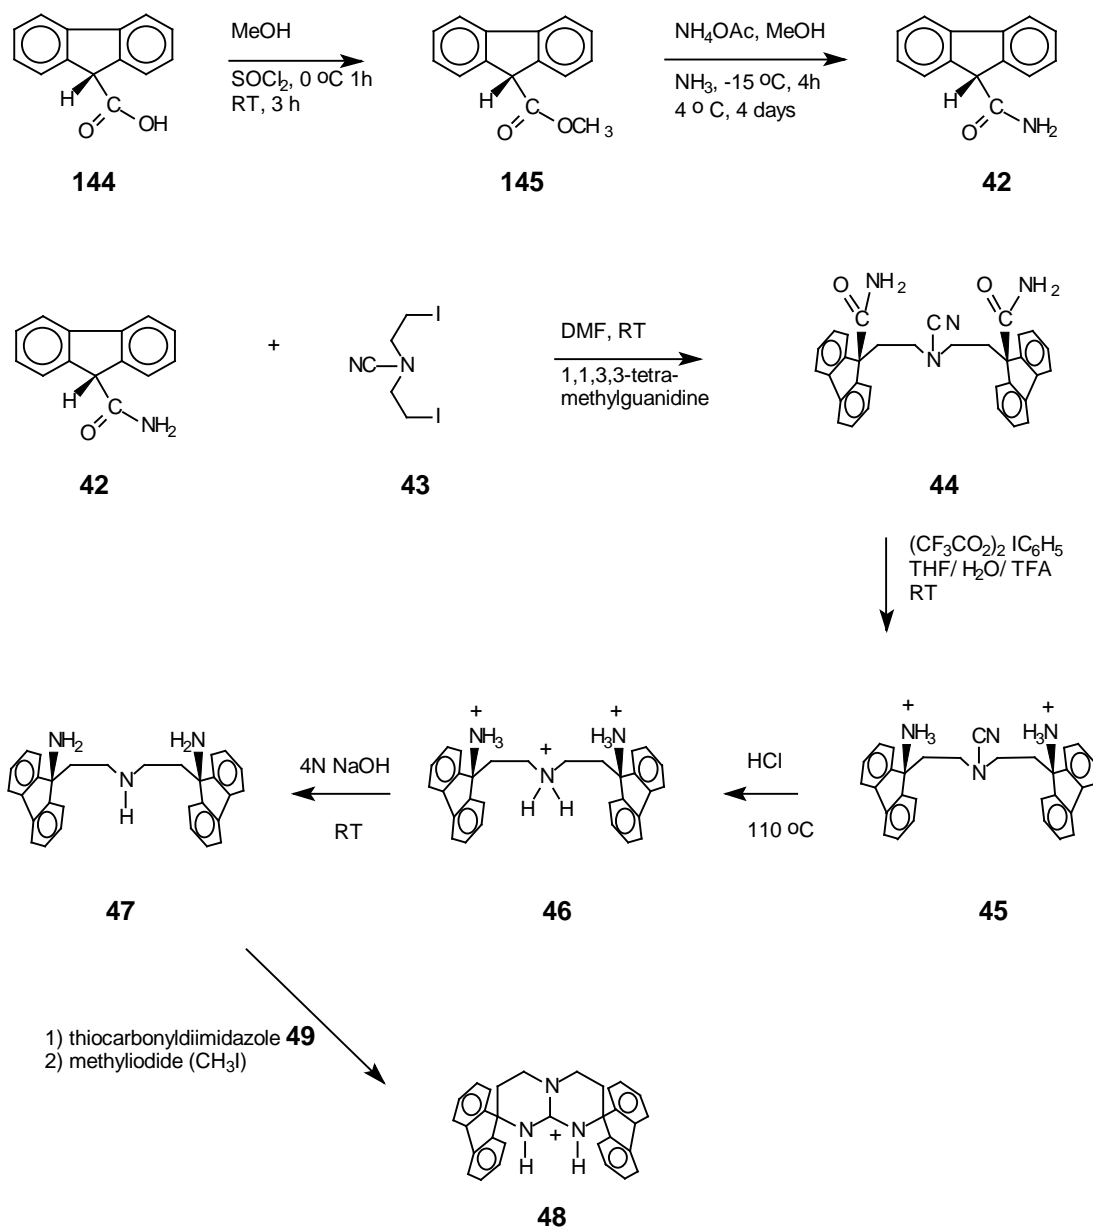 MeOH
SOCl2, 0 oC 1h
RT, 3 h
NH4OAc, MeOH
NH3, -15 oC, 4h
4 o C, 4 days
H
C
O
OH
H
C
O
OCH3
H
C
O
NH2
144
145
42
H
C
O
NH2
+
I
NC
N
I
DMF, RT
1,1,3,3-tetra-
methylguanidine
O
NH2
C
CN
N
O
NH2
C
42
43
44
(CF3CO2)2 IC6H5
THF/ H2O/ TFA
RT
NH2
H2N
N
H
4N NaOH
RT
+
NH3
+
N
H H
+
H3N
HCl
110 oC
+
NH3
CN
N
+
H3N
47
46
45
1) thiocarbonyldiimidazole 49
2) methyliodide (CH3I)
N
N
+
N
H
H
48